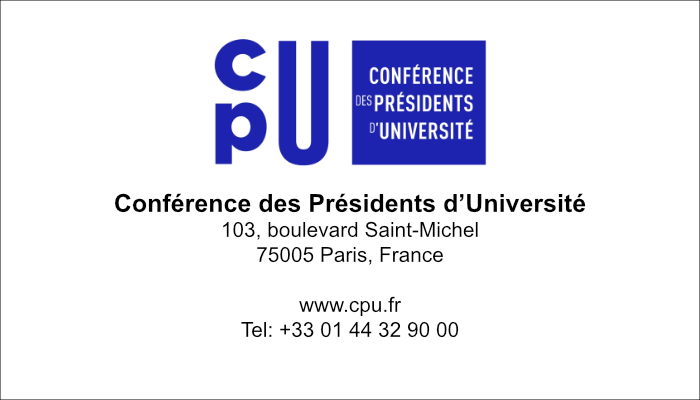 cpu
CONFÉRENCE
DES PRÉSIDENTS
D'UNIVERSITÉ
Conférence des Présidents d’Université
103, boulevard Saint-Michel
75005 Paris, France
www.cpu.fr
Tel: +33 01 44 32 90 00